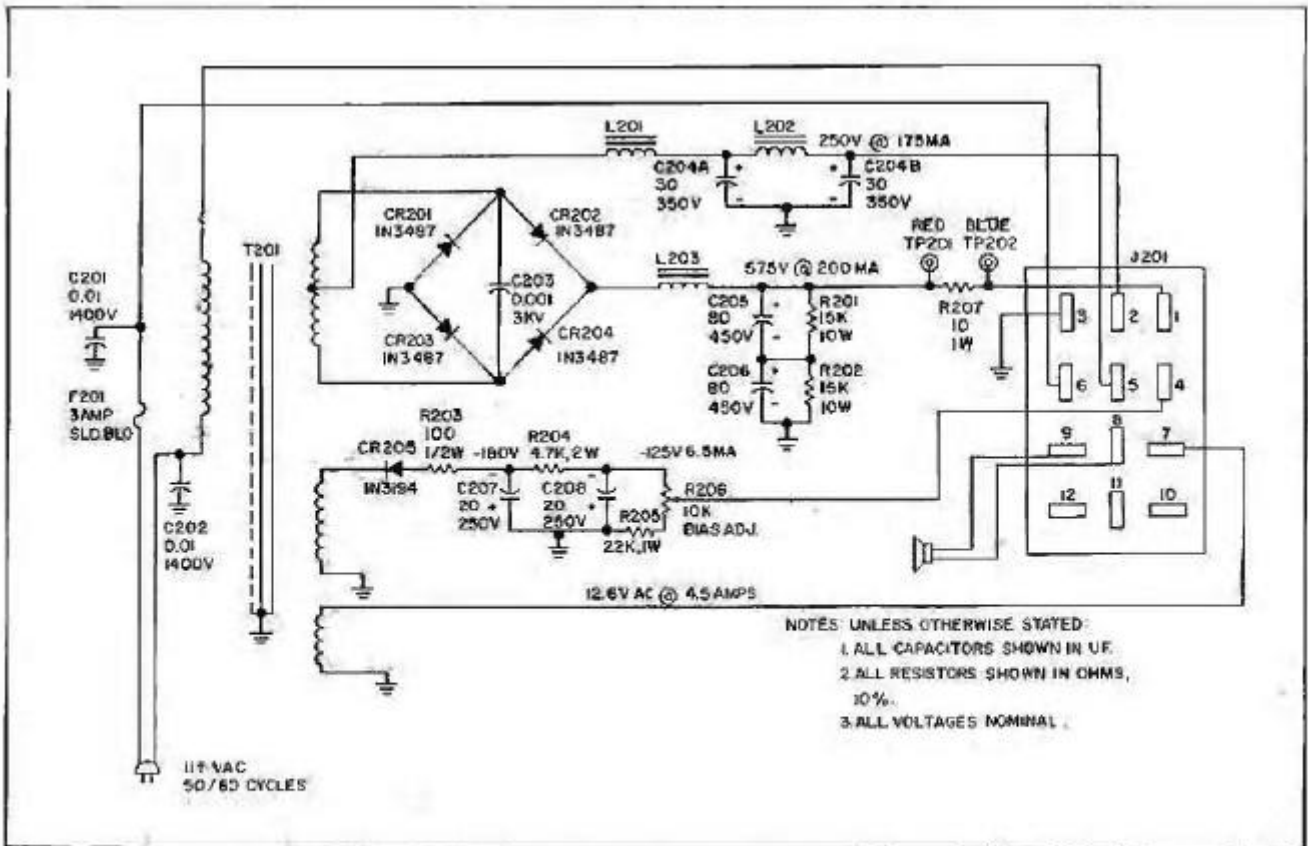 L201
L202
250V @ 175MA
C204A
30
350V
C204B
30
350V
CR201
1N3487
CR202
1N3487
T201
C203
0.001
3KV
CR203
1N3487
CR204
1N3487
C201
0.01
1400V
F201
3AMP
SLO.BLO
C202
0.01
1400V
L203
575V @ 200MA
C205
80
450V
R201
15K
10W
C206
80
450V
R202
15K
10W
RED
TP201
BLUE
TP202
R207
10
1W
J201
3
2
1
6
5
4
9
8
7
12
11
10
CR205
1N3194
R203
100
1/2W
-180V
R204
4.7K, 2W
-125V 6.5MA
C207
20
250V
C208
20
250V
R205
22K, 1W
R206
10K
BIAS ADJ.
12.6V AC @ 4.5 AMPS
NOTES: UNLESS OTHERWISE STATED:
1. ALL CAPACITORS SHOWN IN UF.
2. ALL RESISTORS SHOWN IN OHMS,
10%.
3. ALL VOLTAGES NOMINAL.
VAC
50/60 CYCLES